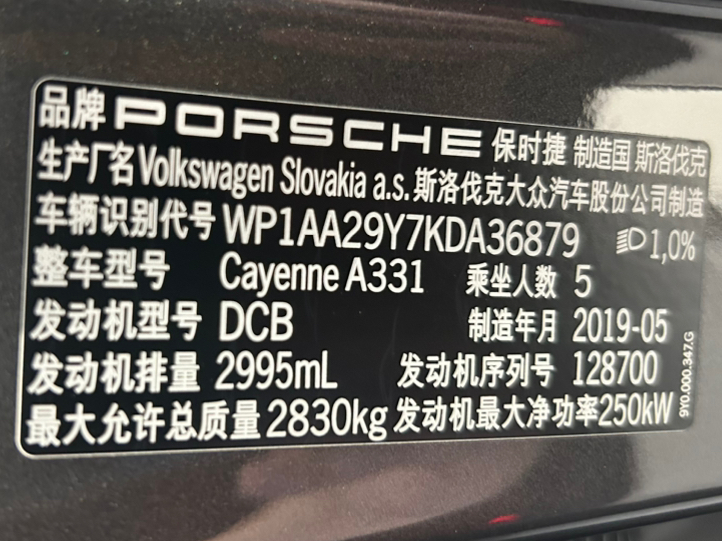 品牌 PORSCHE 保时捷 制造国 斯洛伐克
生产厂名 Volkswagen Slovakia a.s. 斯洛伐克大众汽车股份公司制造
车辆识别代号 WP1AA29Y7KDA36879 1,0%
整车型号 Cayenne A331 乘坐人数 5
发动机型号 DCB 制造年月 2019-05
发动机排量 2995mL 发动机序列号 128700
最大允许总质量 2830kg 发动机最大净功率 250kW
9Y0.000.347.G